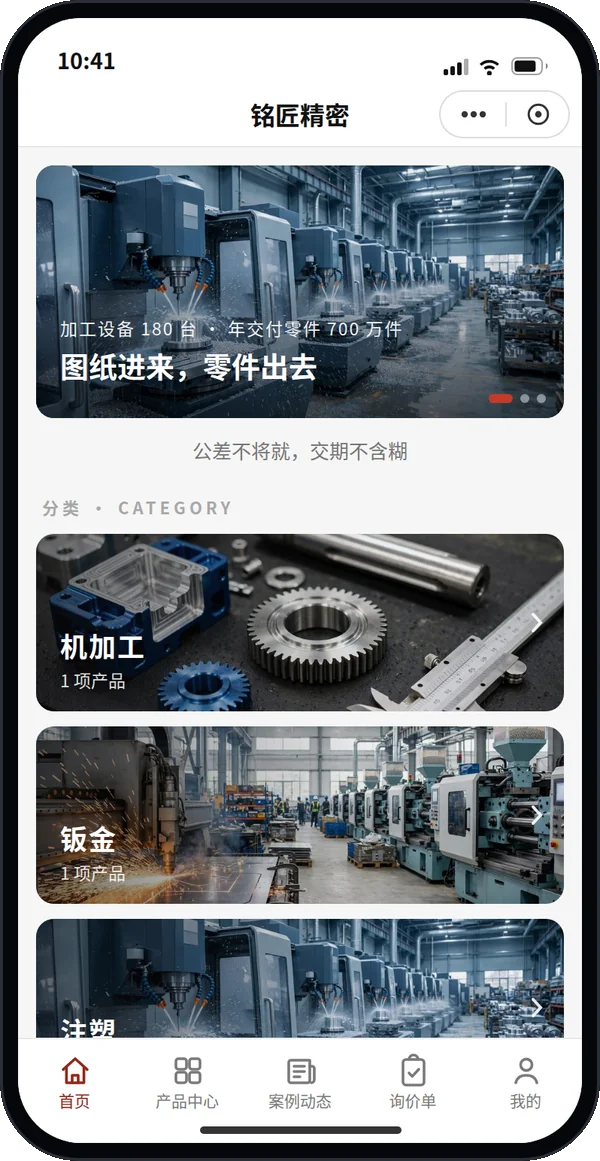 10:41
铭匠精密
加工设备 180 台 • 年交付零件 700 万件
图纸进来，零件出去
公差不将就，交期不含糊
分类 • CATEGORY
机加工
1 项产品
钣金
1 项产品
注塑
首页
产品中心
案例动态
询价单
我的